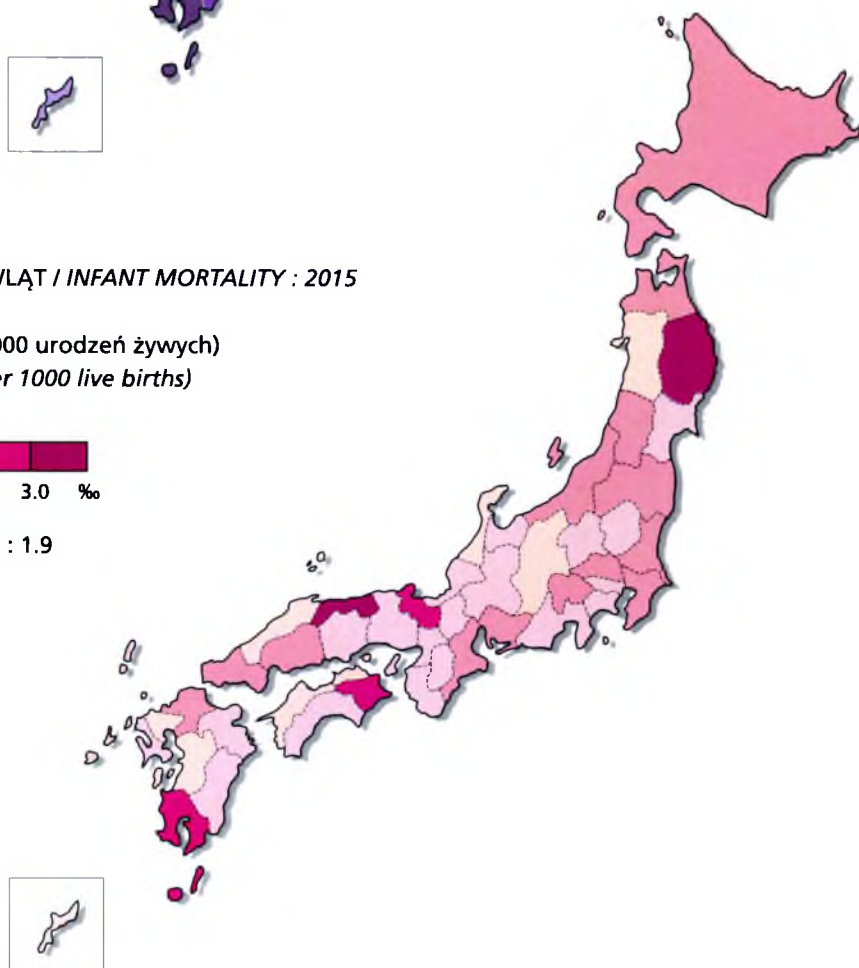 WLĄT / INFANT MORTALITY : 2015
000 urodzeń żywych)
er 1000 live births)
3.0 ‰
: 1.9